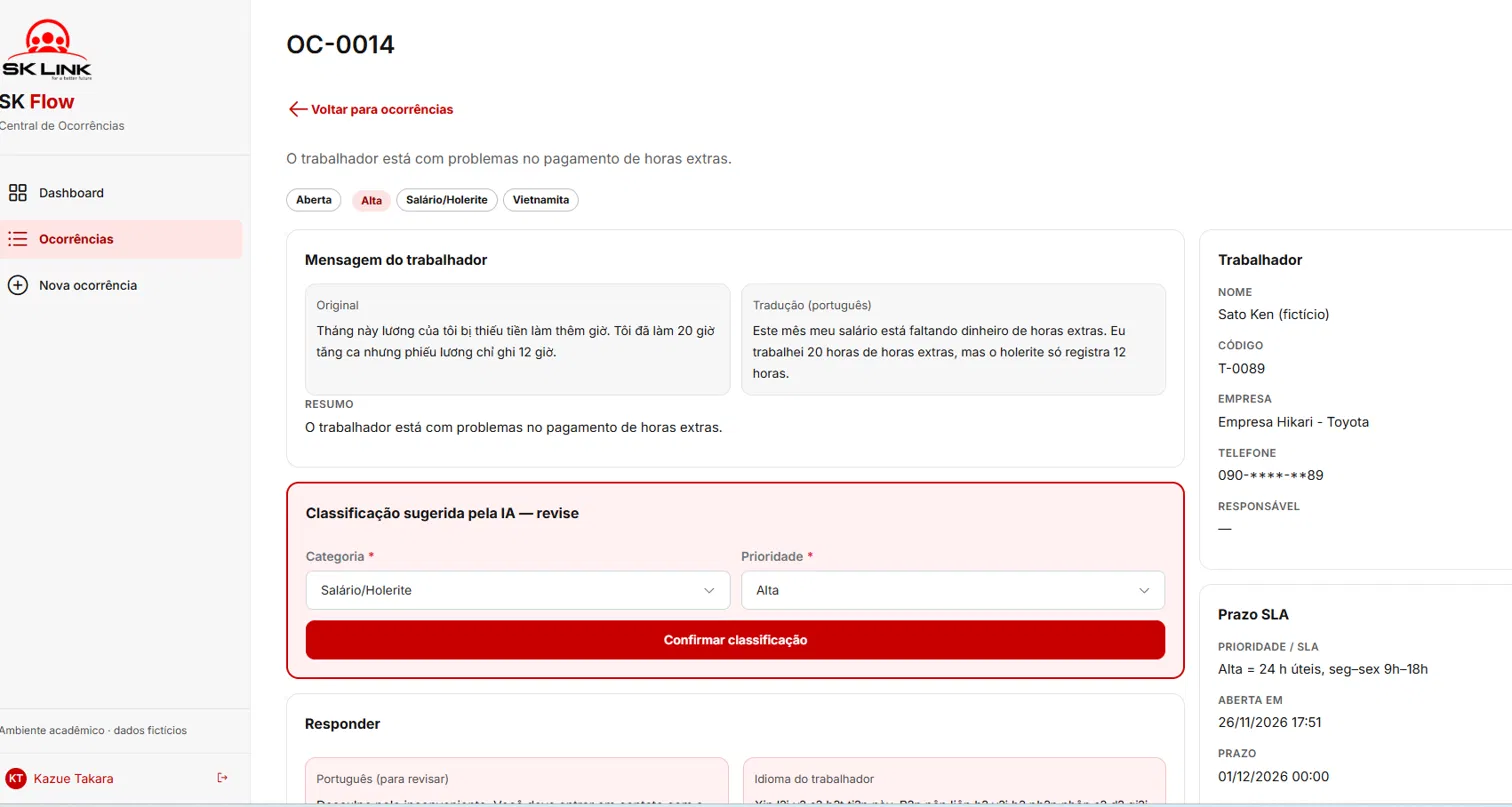 SK LINK
for a better future
SK Flow
Central de Ocorrências
Dashboard
Ocorrências
Nova ocorrência
Ambiente acadêmico · dados fictícios
KT Kazue Takara
OC-0014
Voltar para ocorrências
O trabalhador está com problemas no pagamento de horas extras.
Aberta Alta Salário/Holerite Vietnamita
Mensagem do trabalhador
Original
Tháng này lương của tôi bị thiếu tiền làm thêm giờ. Tôi đã làm 20 giờ
tăng ca nhưng phiếu lương chỉ ghi 12 giờ.
Tradução (português)
Este mês meu salário está faltando dinheiro de horas extras. Eu
trabalhei 20 horas de horas extras, mas o holerite só registra 12
horas.
RESUMO
O trabalhador está com problemas no pagamento de horas extras.
Classificação sugerida pela IA — revise
Categoria *
Salário/Holerite
Prioridade *
Alta
Confirmar classificação
Responder
Português (para revisar)
Idioma do trabalhador
Trabalhador
NOME
Sato Ken (fictício)
CÓDIGO
T-0089
EMPRESA
Empresa Hikari - Toyota
TELEFONE
090-****-**89
RESPONSÁVEL
—
Prazo SLA
PRIORIDADE / SLA
Alta = 24 h úteis, seg–sex 9h–18h
ABERTA EM
26/11/2026 17:51
PRAZO
01/12/2026 00:00